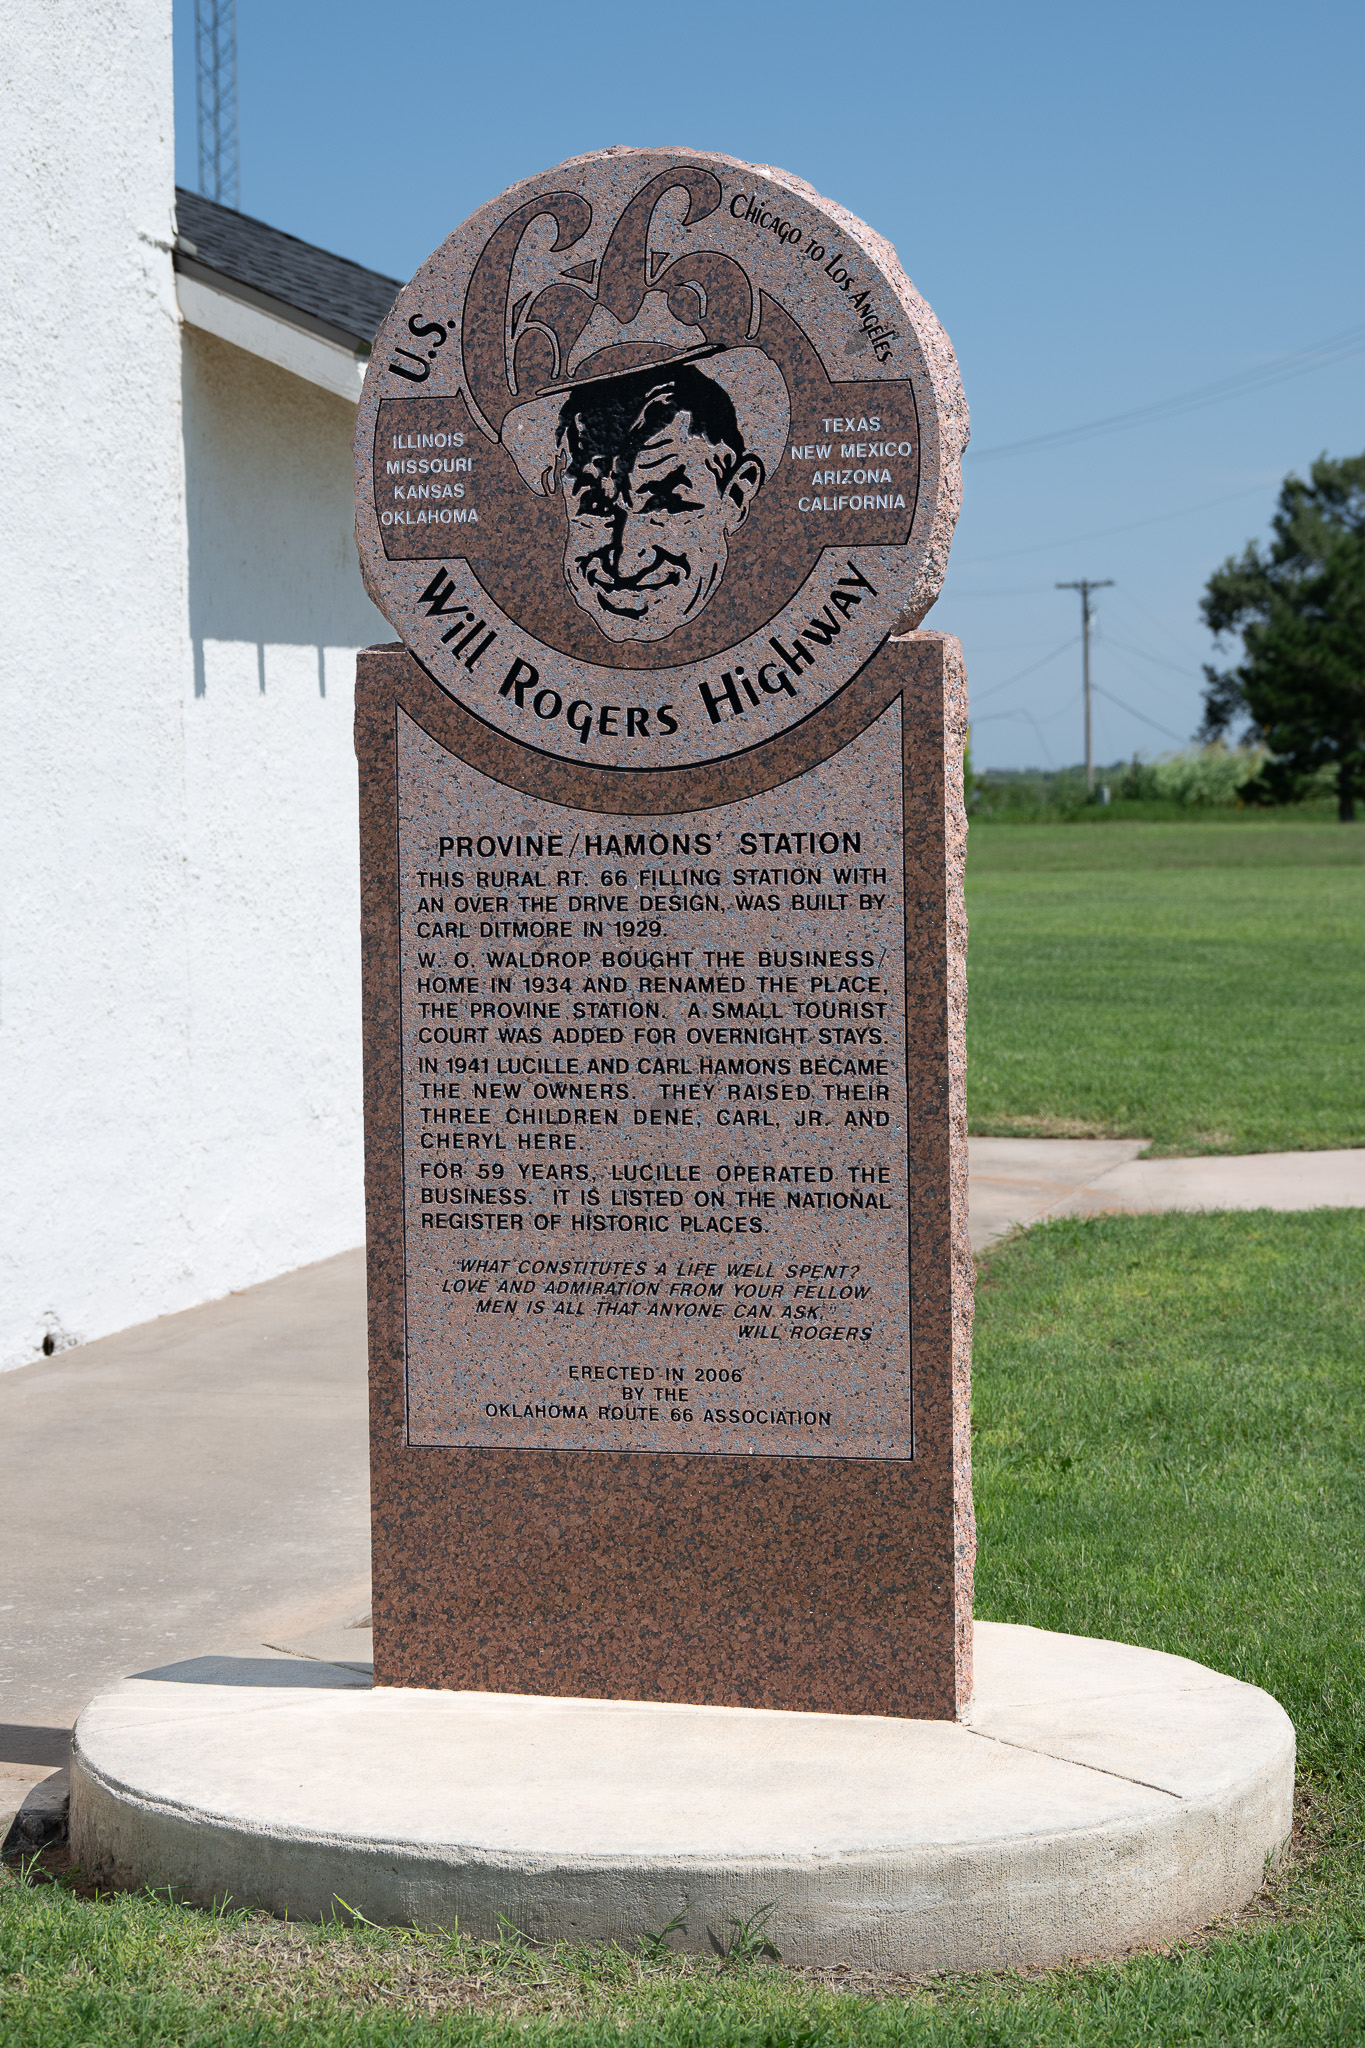 U.S. 66
Chicago to Los Angeles
ILLINOIS
MISSOURI
KANSAS
OKLAHOMA
TEXAS
NEW MEXICO
ARIZONA
CALIFORNIA
Will Rogers Highway
PROVINE/HAMONS' STATION
THIS RURAL RT. 66 FILLING STATION WITH
AN OVER THE DRIVE DESIGN, WAS BUILT BY
CARL DITMORE IN 1929.
W. O. WALDROP BOUGHT THE BUSINESS/
HOME IN 1934 AND RENAMED THE PLACE,
THE PROVINE STATION. A SMALL TOURIST
COURT WAS ADDED FOR OVERNIGHT STAYS.
IN 1941 LUCILLE AND CARL HAMONS BECAME
THE NEW OWNERS. THEY RAISED THEIR
THREE CHILDREN DENE, CARL, JR. AND
CHERYL HERE.
FOR 59 YEARS, LUCILLE OPERATED THE
BUSINESS. IT IS LISTED ON THE NATIONAL
REGISTER OF HISTORIC PLACES.
"WHAT CONSTITUTES A LIFE WELL SPENT?
LOVE AND ADMIRATION FROM YOUR FELLOW
MEN IS ALL THAT ANYONE CAN ASK."
WILL ROGERS
ERECTED IN 2006
BY THE
OKLAHOMA ROUTE 66 ASSOCIATION